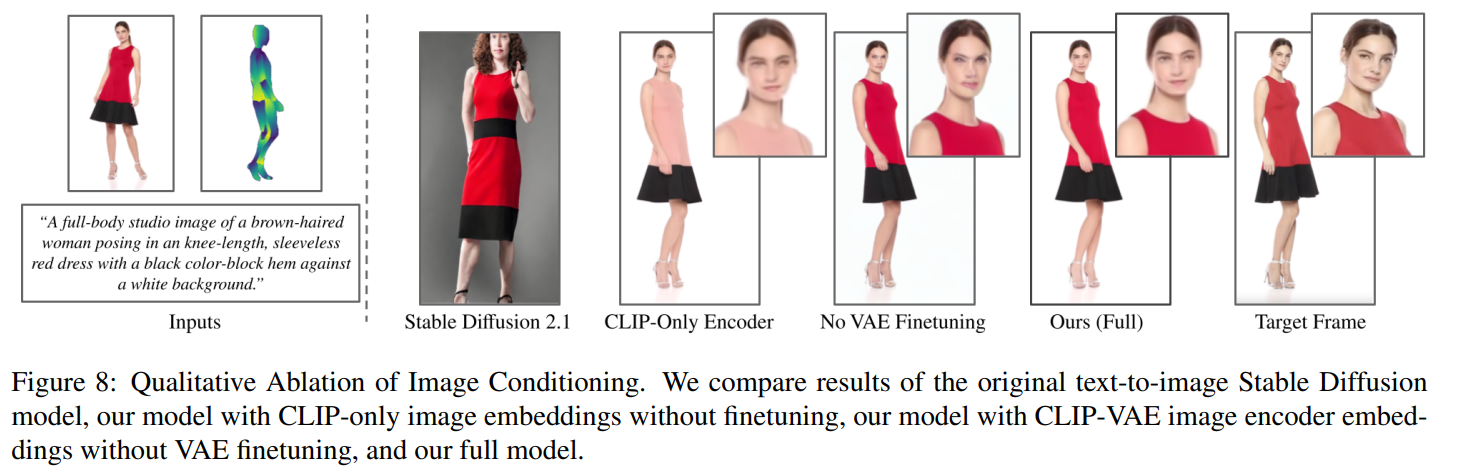 “A full-body studio image of a brown-haired
woman posing in an knee-length, sleeveless
red dress with a black color-block hem against
a white background.”
Inputs
Stable Diffusion 2.1
CLIP-Only Encoder
No VAE Finetuning
Ours (Full)
Target Frame
Figure 8: Qualitative Ablation of Image Conditioning. We compare results of the original text-to-image Stable Diffusion
model, our model with CLIP-only image embeddings without finetuning, our model with CLIP-VAE image encoder embed-
dings without VAE finetuning, and our full model.